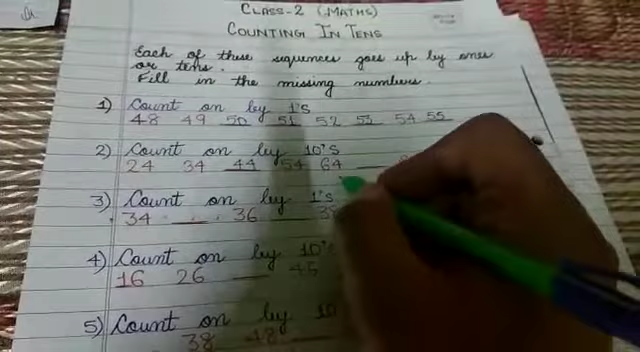 CLASS-2 (MATHS)
COUNTING IN TENS
Each of these sequences goes up by ones
or tens.
Fill in the missing numbers.
1) Count on by 1's
48 49 50 51 52 53 54 55
2) Count on by 10's
24 34 44 54 64
3) Count on by 1's
34 36
4) Count on by 10's
16 26 45
5) Count on by 10
38 48